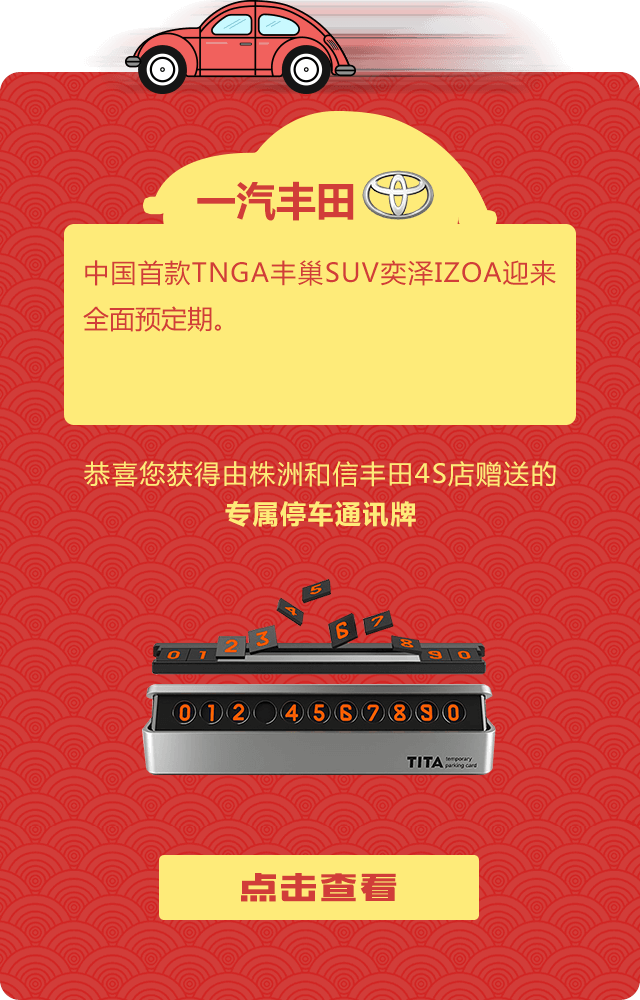 一汽丰田
中国首款TNGA丰巢SUV奕泽IZOA迎来
全面预定期。
恭喜您获得由株洲和信丰田4S店赠送的
专属停车通讯牌
5
4 6 7
0 1 2 3 8 9 0
0 1 2 4 5 6 7 8 9 0
TITA temporary
parking card
点击查看